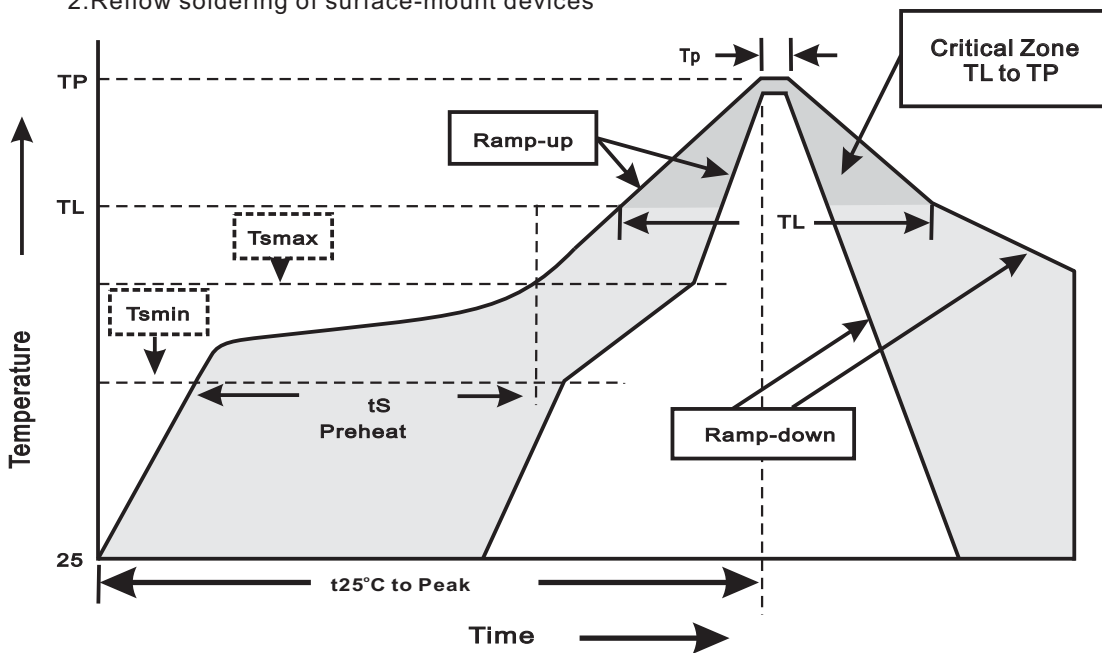 2.Reflow soldering of surface-mount devices
Tp
Critical Zone
TL to TP
TP
Ramp-up
TL
TL
Tsmax
Tsmin
Temperature
tS
Preheat
Ramp-down
25
t25°C to Peak
Time